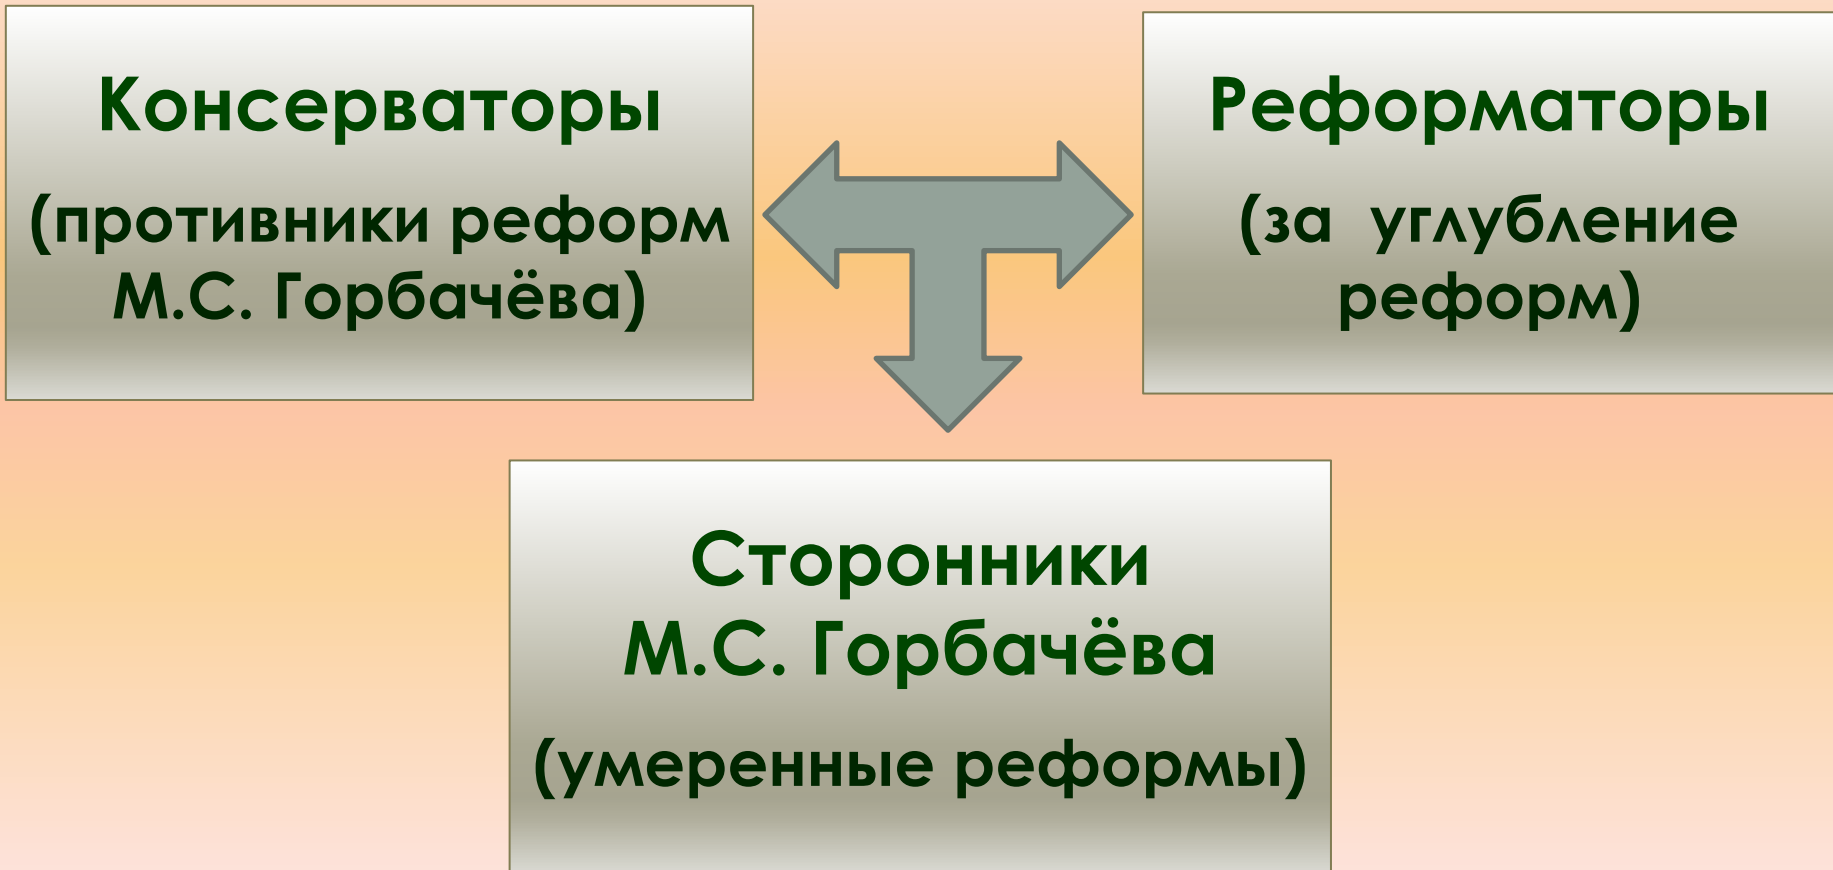 Консерваторы
(противники реформ
М.С. Горбачёва)
Реформаторы
(за углубление
реформ)
Сторонники
М.С. Горбачёва
(умеренные реформы)